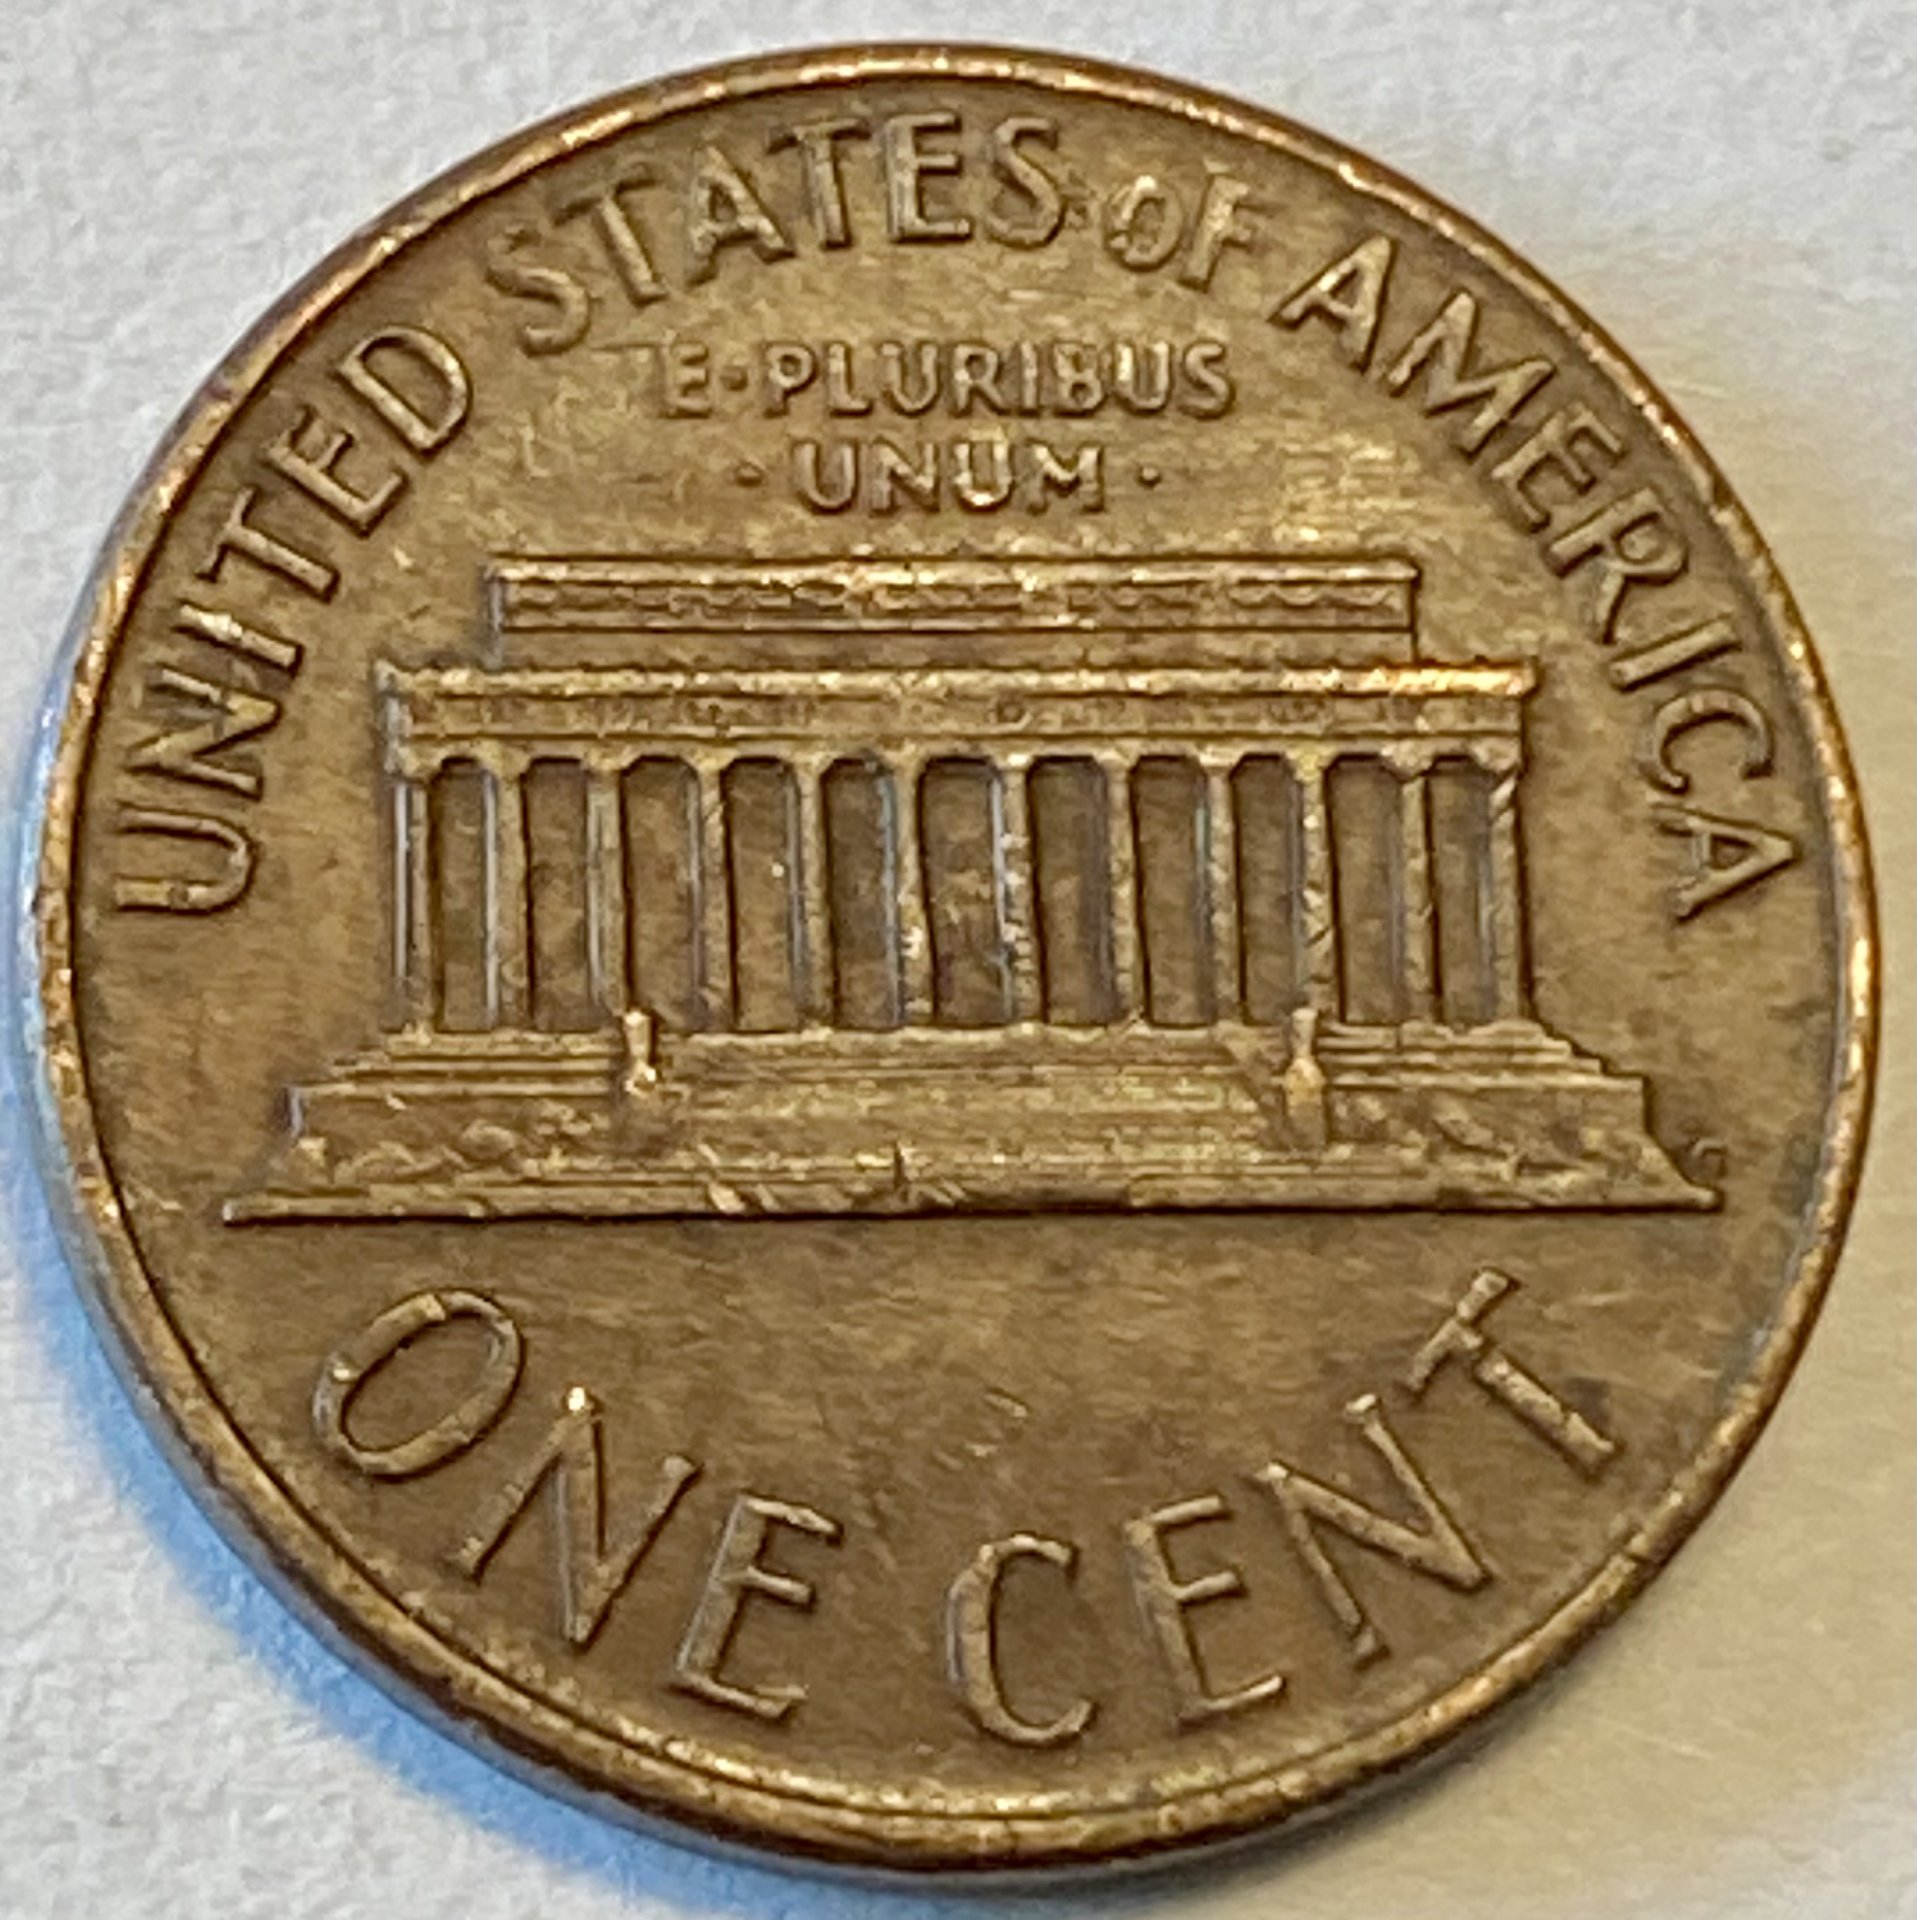 UNITED STATES OF AMERICA
E·PLURIBUS
·UNUM·
ONE CENT